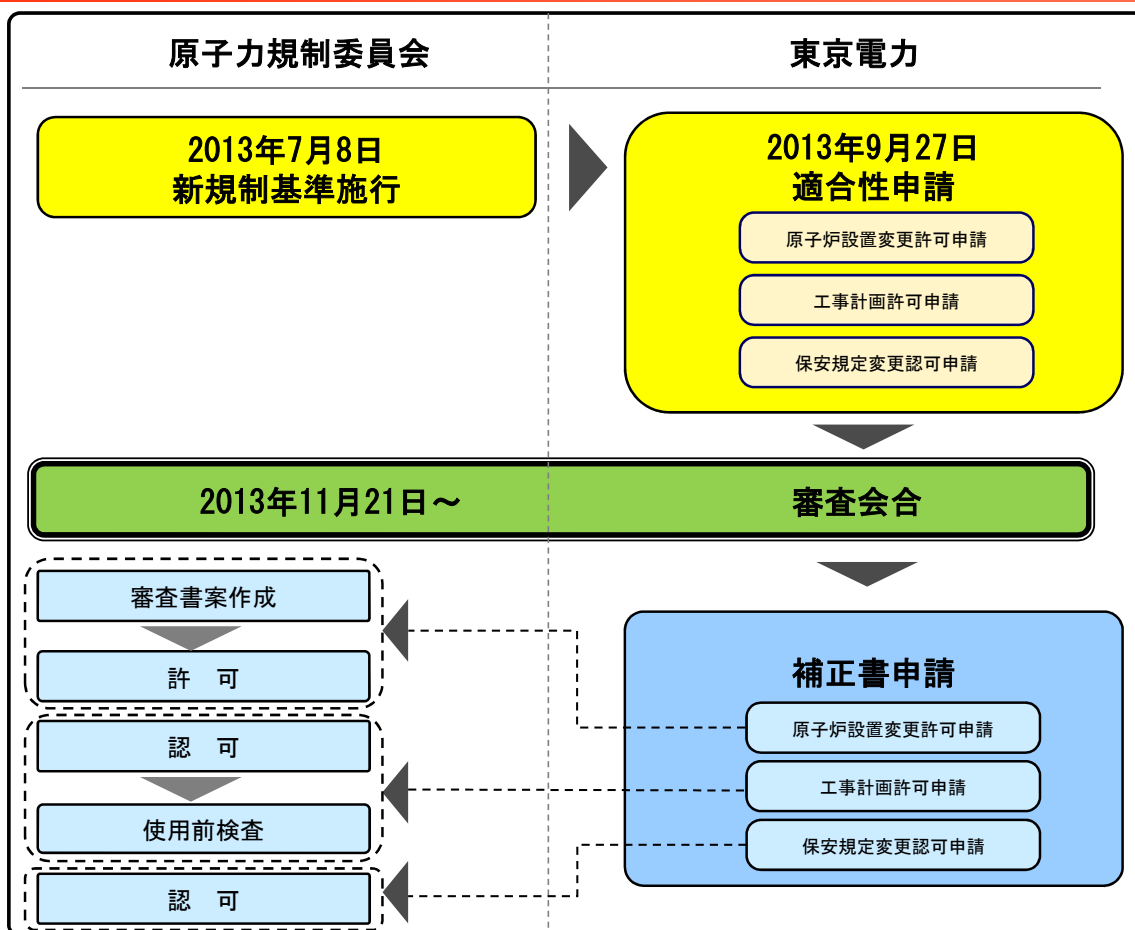 原子力規制委員会
東京電力
2013年7月8日
新規制基準施行
2013年9月27日
適合性申請
原子炉設置変更許可申請
工事計画許可申請
保安規定変更認可申請
2013年11月21日～
審査会合
審査書案作成
許　可
認　可
使用前検査
認　可
補正書申請
原子炉設置変更許可申請
工事計画許可申請
保安規定変更認可申請